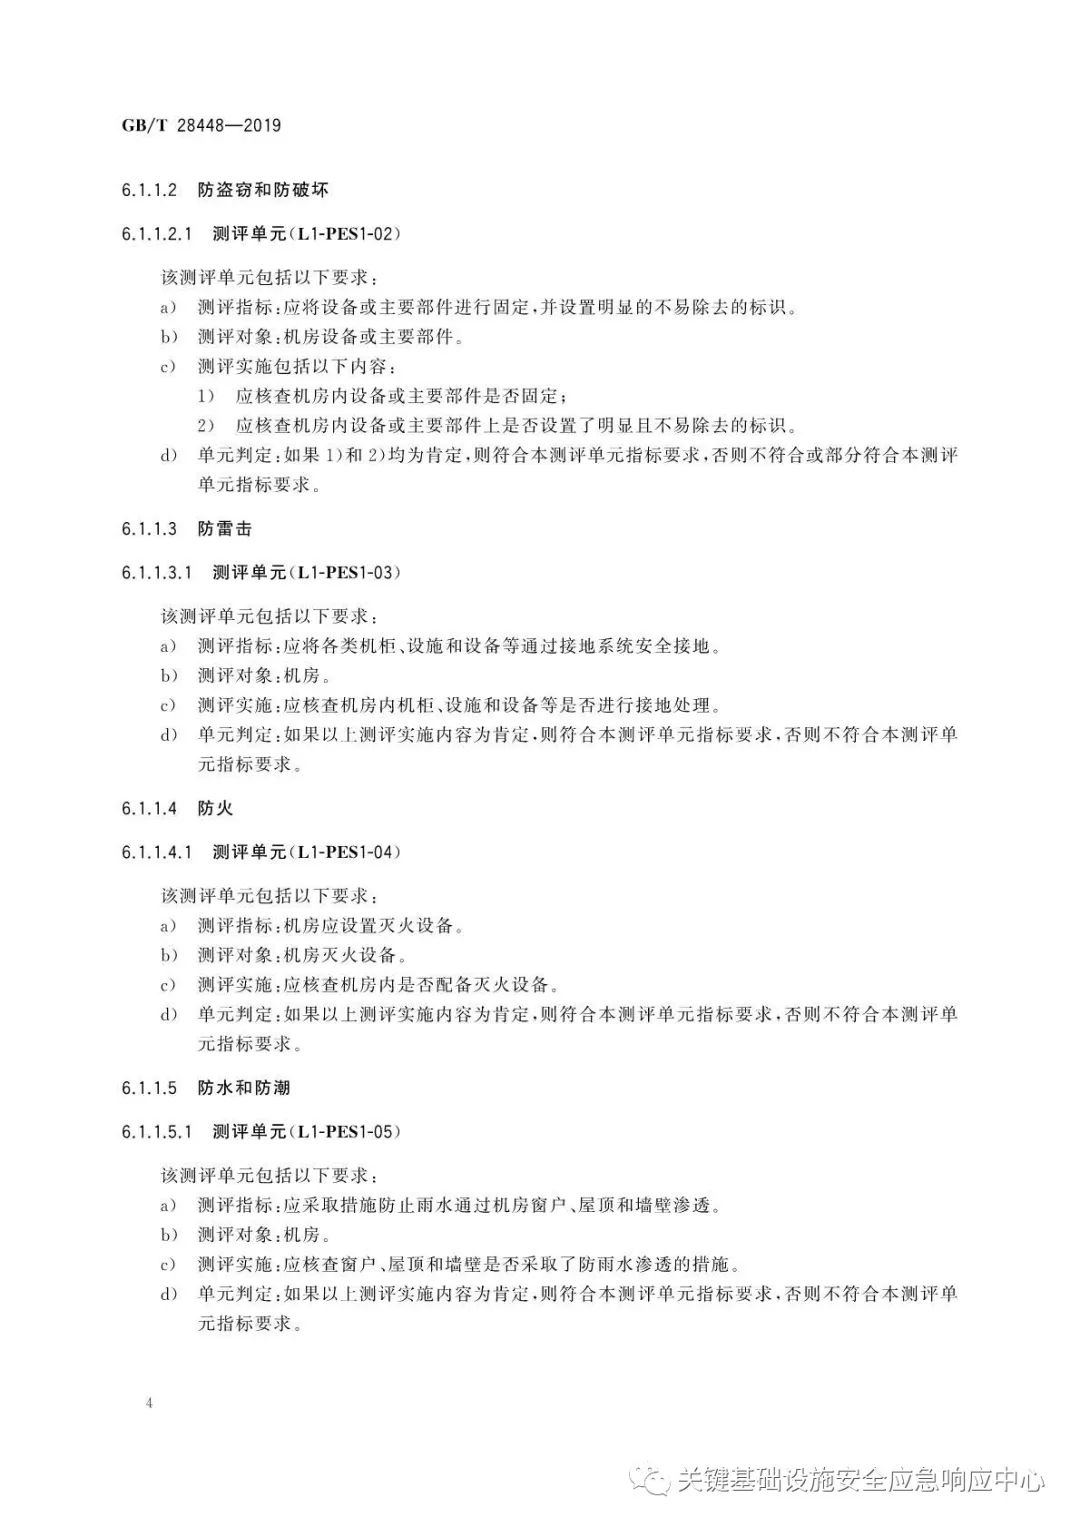 GB/T 28448—2019
6.1.1.2 防盗窃和防破坏
6.1.1.2.1 测评单元(L1-PES1-02)
该测评单元包括以下要求:
a) 测评指标:应将设备或主要部件进行固定,并设置明显的不易除去的标识。
b) 测评对象:机房设备或主要部件。
c) 测评实施包括以下内容:
1) 应核查机房内设备或主要部件是否固定;
2) 应核查机房内设备或主要部件上是否设置了明显且不易除去的标识。
d) 单元判定:如果1)和2)均为肯定,则符合本测评单元指标要求,否则不符合或部分符合本测评
单元指标要求。
6.1.1.3 防雷击
6.1.1.3.1 测评单元(L1-PES1-03)
该测评单元包括以下要求:
a) 测评指标:应将各类机柜、设施和设备等通过接地系统安全接地。
b) 测评对象:机房。
c) 测评实施:应核查机房内机柜、设施和设备等是否进行接地处理。
d) 单元判定:如果以上测评实施内容为肯定,则符合本测评单元指标要求,否则不符合本测评单
元指标要求。
6.1.1.4 防火
6.1.1.4.1 测评单元(L1-PES1-04)
该测评单元包括以下要求:
a) 测评指标:机房应设置灭火设备。
b) 测评对象:机房灭火设备。
c) 测评实施:应核查机房内是否配备灭火设备。
d) 单元判定:如果以上测评实施内容为肯定,则符合本测评单元指标要求,否则不符合本测评单
元指标要求。
6.1.1.5 防水和防潮
6.1.1.5.1 测评单元(L1-PES1-05)
该测评单元包括以下要求:
a) 测评指标:应采取措施防止雨水通过机房窗户、屋顶和墙壁渗透。
b) 测评对象:机房。
c) 测评实施:应核查窗户、屋顶和墙壁是否采取了防雨水渗透的措施。
d) 单元判定:如果以上测评实施内容为肯定,则符合本测评单元指标要求,否则不符合本测评单
元指标要求。
4
关键基础设施安全应急响应中心